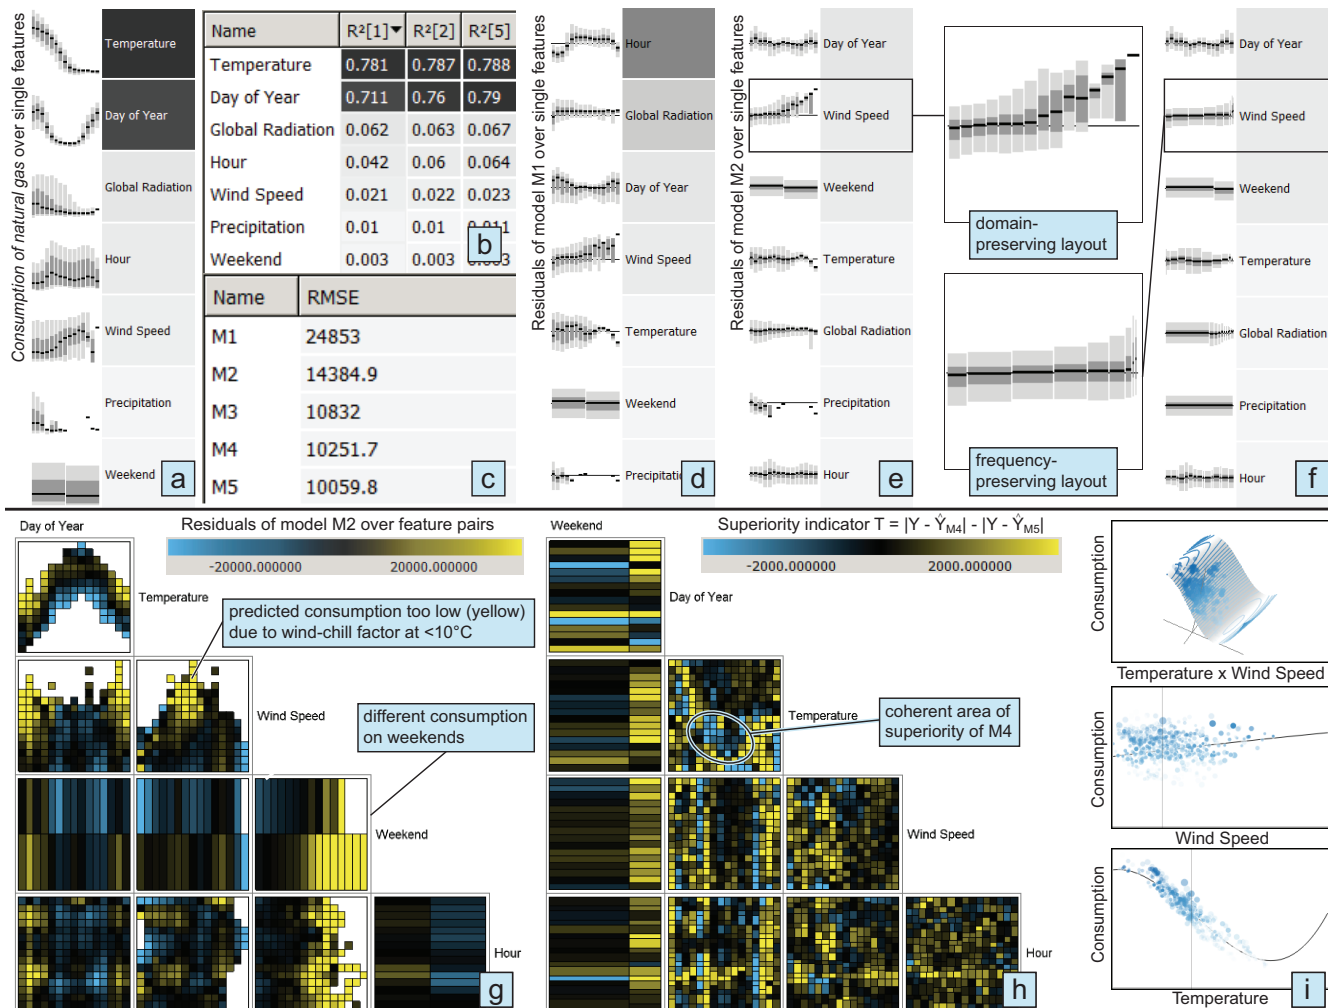 Consumption of natural gas over single features
Temperature
Day of Year
Global Radiation
Hour
Wind Speed
Precipitation
Weekend
a
Name R²[1] R²[2] R²[5]
Temperature 0.781 0.787 0.788
Day of Year 0.711 0.76 0.79
Global Radiation 0.062 0.063 0.067
Hour 0.042 0.06 0.064
Wind Speed 0.021 0.022 0.023
Precipitation 0.01 0.01 0.011
Weekend 0.003 0.003 0.003
b
Name RMSE
M1 24853
M2 14384.9
M3 10832
M4 10251.7
M5 10059.8
c
Residuals of model M1 over single features
Hour
Global Radiation
Day of Year
Wind Speed
Temperature
Weekend
d
Residuals of model M2 over single features
Day of Year
Wind Speed
Weekend
Temperature
Global Radiation
Precipitation
Hour
e
domain-
preserving layout
frequency-
preserving layout
Day of Year
Wind Speed
Weekend
Temperature
Global Radiation
Precipitation
Hour
f
Day of Year
Residuals of model M2 over feature pairs
-20000.000000 20000.000000
Temperature
predicted consumption too low (yellow)
due to wind-chill factor at <10°C
Wind Speed
different consumption
on weekends
Weekend
Hour
g
Weekend
Superiority indicator T = |Y - ŶM4| - |Y - ŶM5|
-2000.000000 2000.000000
Day of Year
Temperature
coherent area of
superiority of M4
Wind Speed
Hour
h
Consumption
Temperature x Wind Speed
Consumption
Wind Speed
Consumption
Temperature
i